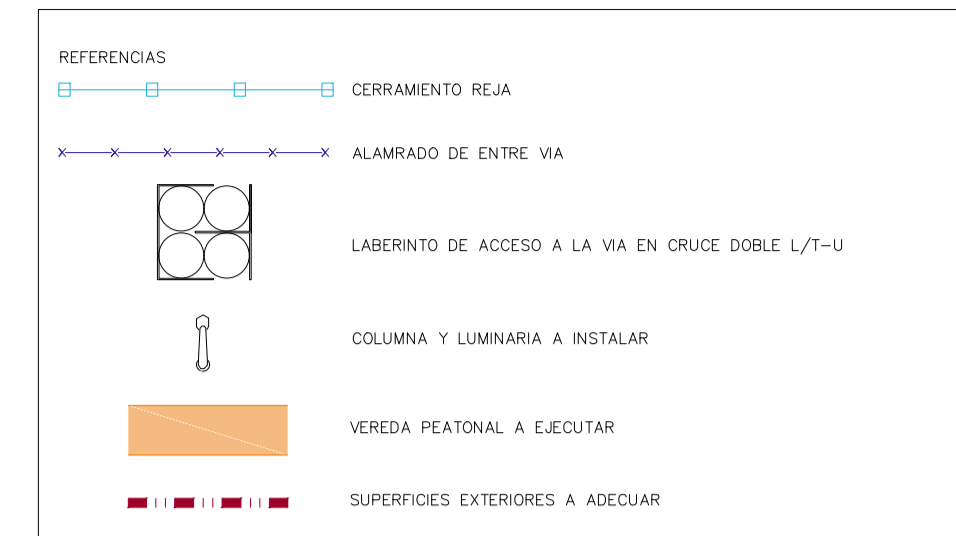 REFERENCIAS
CERRAMIENTO REJA
ALAMRADO DE ENTRE VIA
LABERINTO DE ACCESO A LA VIA EN CRUCE DOBLE L/T-U
COLUMNA Y LUMINARIA A INSTALAR
VEREDA PEATONAL A EJECUTAR
SUPERFICIES EXTERIORES A ADECUAR